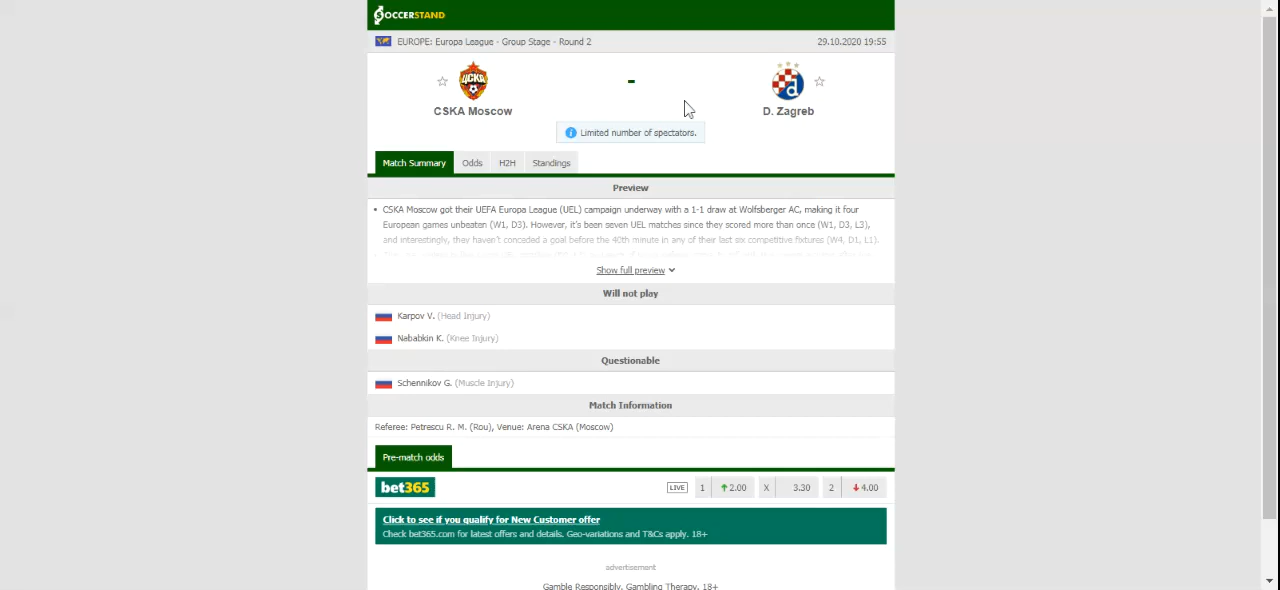 SOCCERSTAND
EUROPE: Europa League - Group Stage - Round 2 29.10.2020 19:55
ЦСКА
-
CSKA Moscow D. Zagreb
Limited number of spectators.
Match Summary Odds H2H Standings
Preview
• CSKA Moscow got their UEFA Europa League (UEL) campaign underway with a 1-1 draw at Wolfsberger AC, making it four
European games unbeaten (W1, D3). However, it's been seven UEL matches since they scored more than once (W1, D3, L3),
and interestingly, they haven't conceded a goal before the 40th minute in any of their last six competitive fixtures (W4, D1, L1).
Show full preview
Will not play
Karpov V. (Head Injury)
Nababkin K. (Knee Injury)
Questionable
Schennikov G. (Muscle Injury)
Match Information
Referee: Petrescu R. M. (Rou), Venue: Arena CSKA (Moscow)
Pre-match odds
bet365 LIVE 1 2.00 X 3.30 2 4.00
Click to see if you qualify for New Customer offer
Check bet365.com for latest offers and details. Geo-variations and T&Cs apply. 18+
advertisement
Gamble Responsibly. Gambling Therapy. 18+